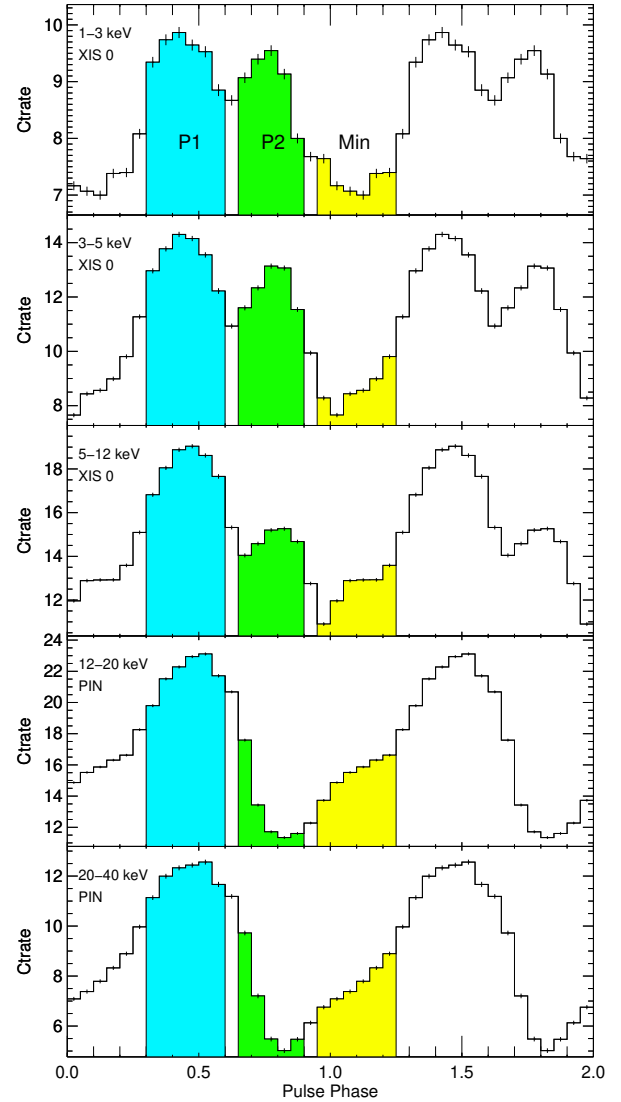 10
9
8
7
Ctrate
1–3 keV
XIS 0
P1
P2
Min
14
12
10
8
Ctrate
3–5 keV
XIS 0
18
16
14
12
Ctrate
5–12 keV
XIS 0
24
22
20
18
16
14
12
Ctrate
12–20 keV
PIN
12
10
8
6
Ctrate
20–40 keV
PIN
0.0 0.5 1.0 1.5 2.0
Pulse Phase